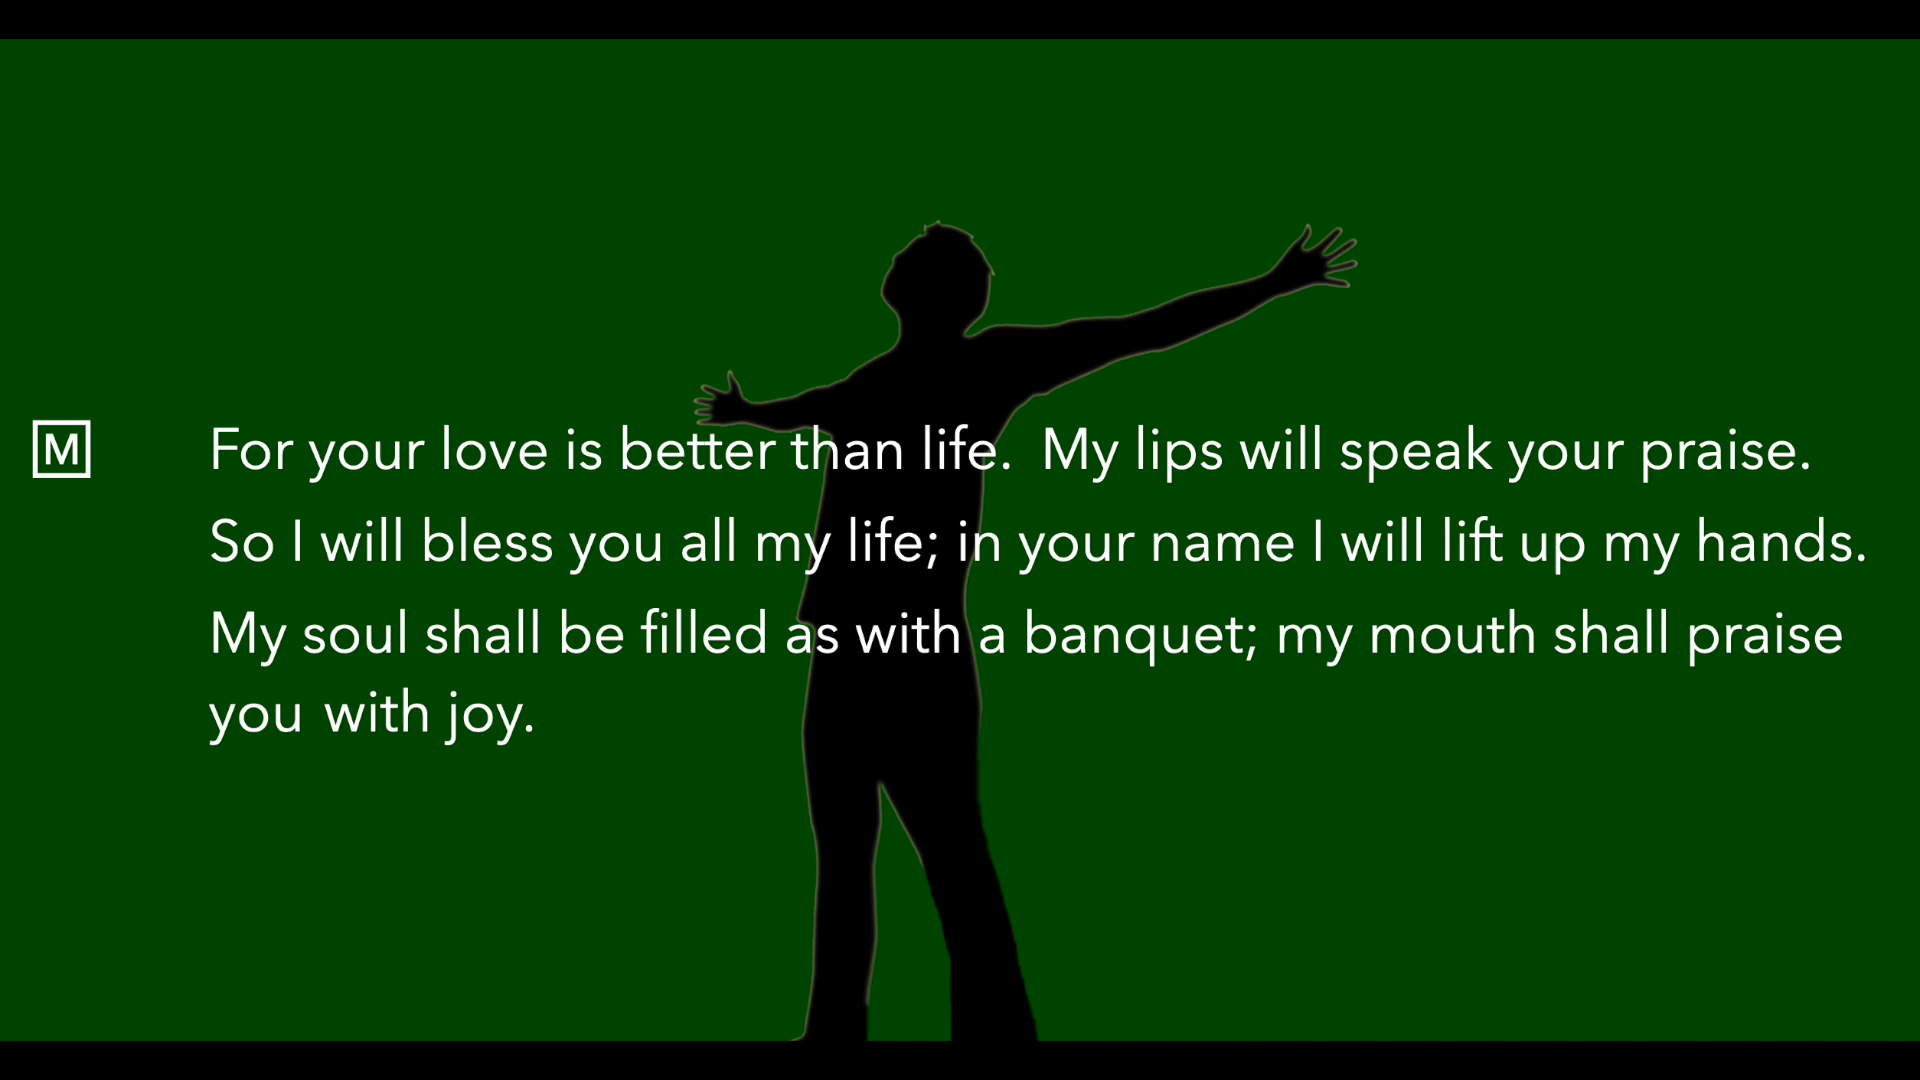 M For your love is better than life.  My lips will speak your praise.
So I will bless you all my life; in your name I will lift up my hands.
My soul shall be filled as with a banquet; my mouth shall praise
you with joy.